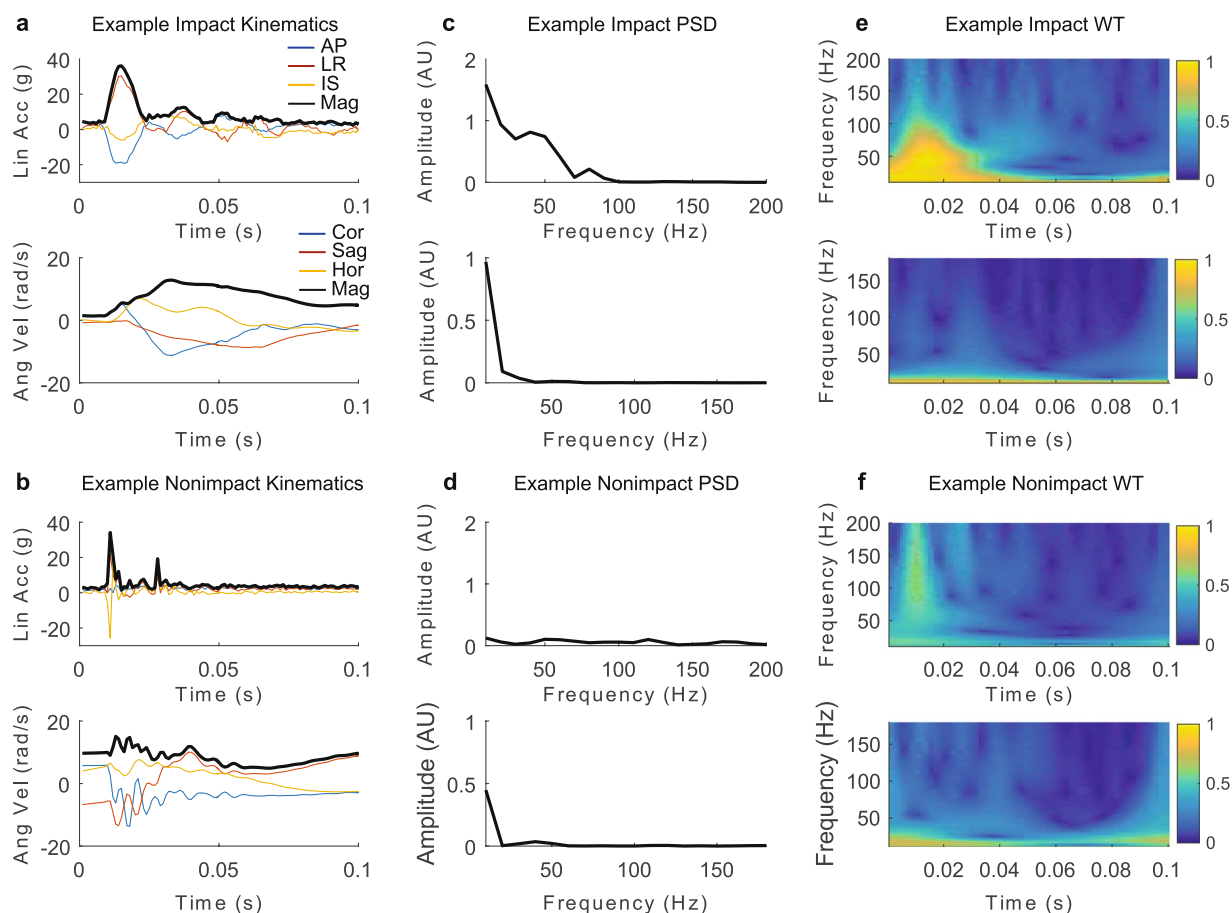 a Example Impact Kinematics
AP
LR
IS
Mag
Lin Acc (g)
40
20
0
-20
0 0.05 0.1
Time (s)
Cor
Sag
Hor
Mag
Ang Vel (rad/s)
20
0
-20
0 0.05 0.1
Time (s)
c Example Impact PSD
Amplitude (AU)
2
1
0
50 100 150 200
Frequency (Hz)
Amplitude (AU)
1
0.5
0
50 100 150
Frequency (Hz)
e Example Impact WT
Frequency (Hz)
200
150
100
50
0.02 0.04 0.06 0.08 0.1
Time (s)
1
0.5
0
Frequency (Hz)
150
100
50
0.02 0.04 0.06 0.08 0.1
Time (s)
1
0.5
0
b Example Nonimpact Kinematics
Lin Acc (g)
40
20
0
-20
0 0.05 0.1
Time (s)
Ang Vel (rad/s)
20
0
-20
0 0.05 0.1
Time (s)
d Example Nonimpact PSD
Amplitude (AU)
2
1
0
50 100 150 200
Frequency (Hz)
Amplitude (AU)
1
0.5
0
50 100 150
Frequency (Hz)
f Example Nonimpact WT
Frequency (Hz)
200
150
100
50
0.02 0.04 0.06 0.08 0.1
Time (s)
1
0.5
0
Frequency (Hz)
150
100
50
0.02 0.04 0.06 0.08 0.1
Time (s)
1
0.5
0